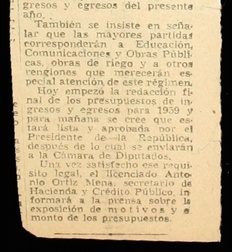 gresos y egresos del presente
año.
También se insiste en seña-
lar que las mayores partidas
corresponderán a Educación,
Comunicaciones y Obras Públi-
cas, obras de riego y a otros
renglones que merecerán es-
pecial atención de este régimen.
Hoy empezó la redacción fi-
nal de los presupuestos de in-
gresos y egresos para 1959 y
para mañana se cree que es-
tará lista y aprobada por el
Presidente de la República,
después de lo cual se enviarán
a la Cámara de Diputados.
Una vez satisfecho ese requi-
sito legal, el licenciado Antonio
Ortiz Mena, secretario de
Hacienda y Crédito Público, in-
formará a la prensa sobre la
exposición de motivos y el
monto de los presupuestos.